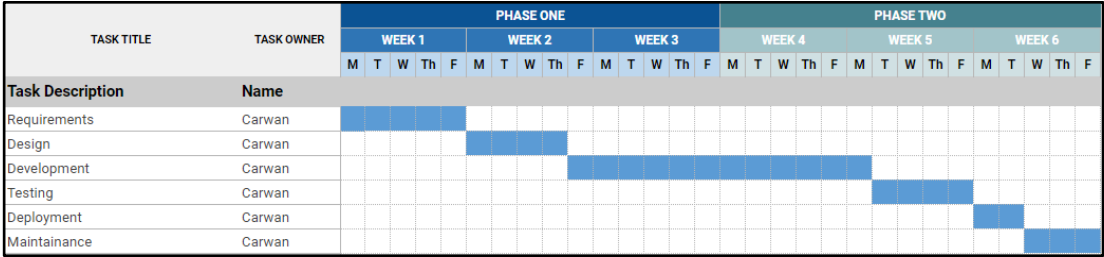 PHASE ONE PHASE TWO
TASK TITLE TASK OWNER WEEK 1 WEEK 2 WEEK 3 WEEK 4 WEEK 5 WEEK 6
M T W Th F M T W Th F M T W Th F M T W Th F M T W Th F M T W Th F
Task Description Name
Requirements Carwan
Design Carwan
Development Carwan
Testing Carwan
Deployment Carwan
Maintainance Carwan